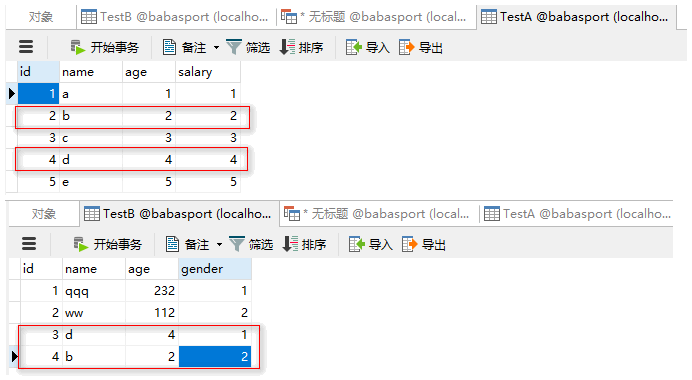 对象 TestB @babasport (localho... * 无标题 @babasport (localho... TestA @babasport (localho...
开始事务 备注 筛选 排序 导入 导出
id name age salary
1 a 1 1
2 b 2 2
3 c 3 3
4 d 4 4
5 e 5 5
对象 TestB @babasport (localho... * 无标题 @babasport (localho... TestA @babasport (localho...
开始事务 备注 筛选 排序 导入 导出
id name age gender
1 qqq 232 1
2 ww 112 2
3 d 4 1
4 b 2 2